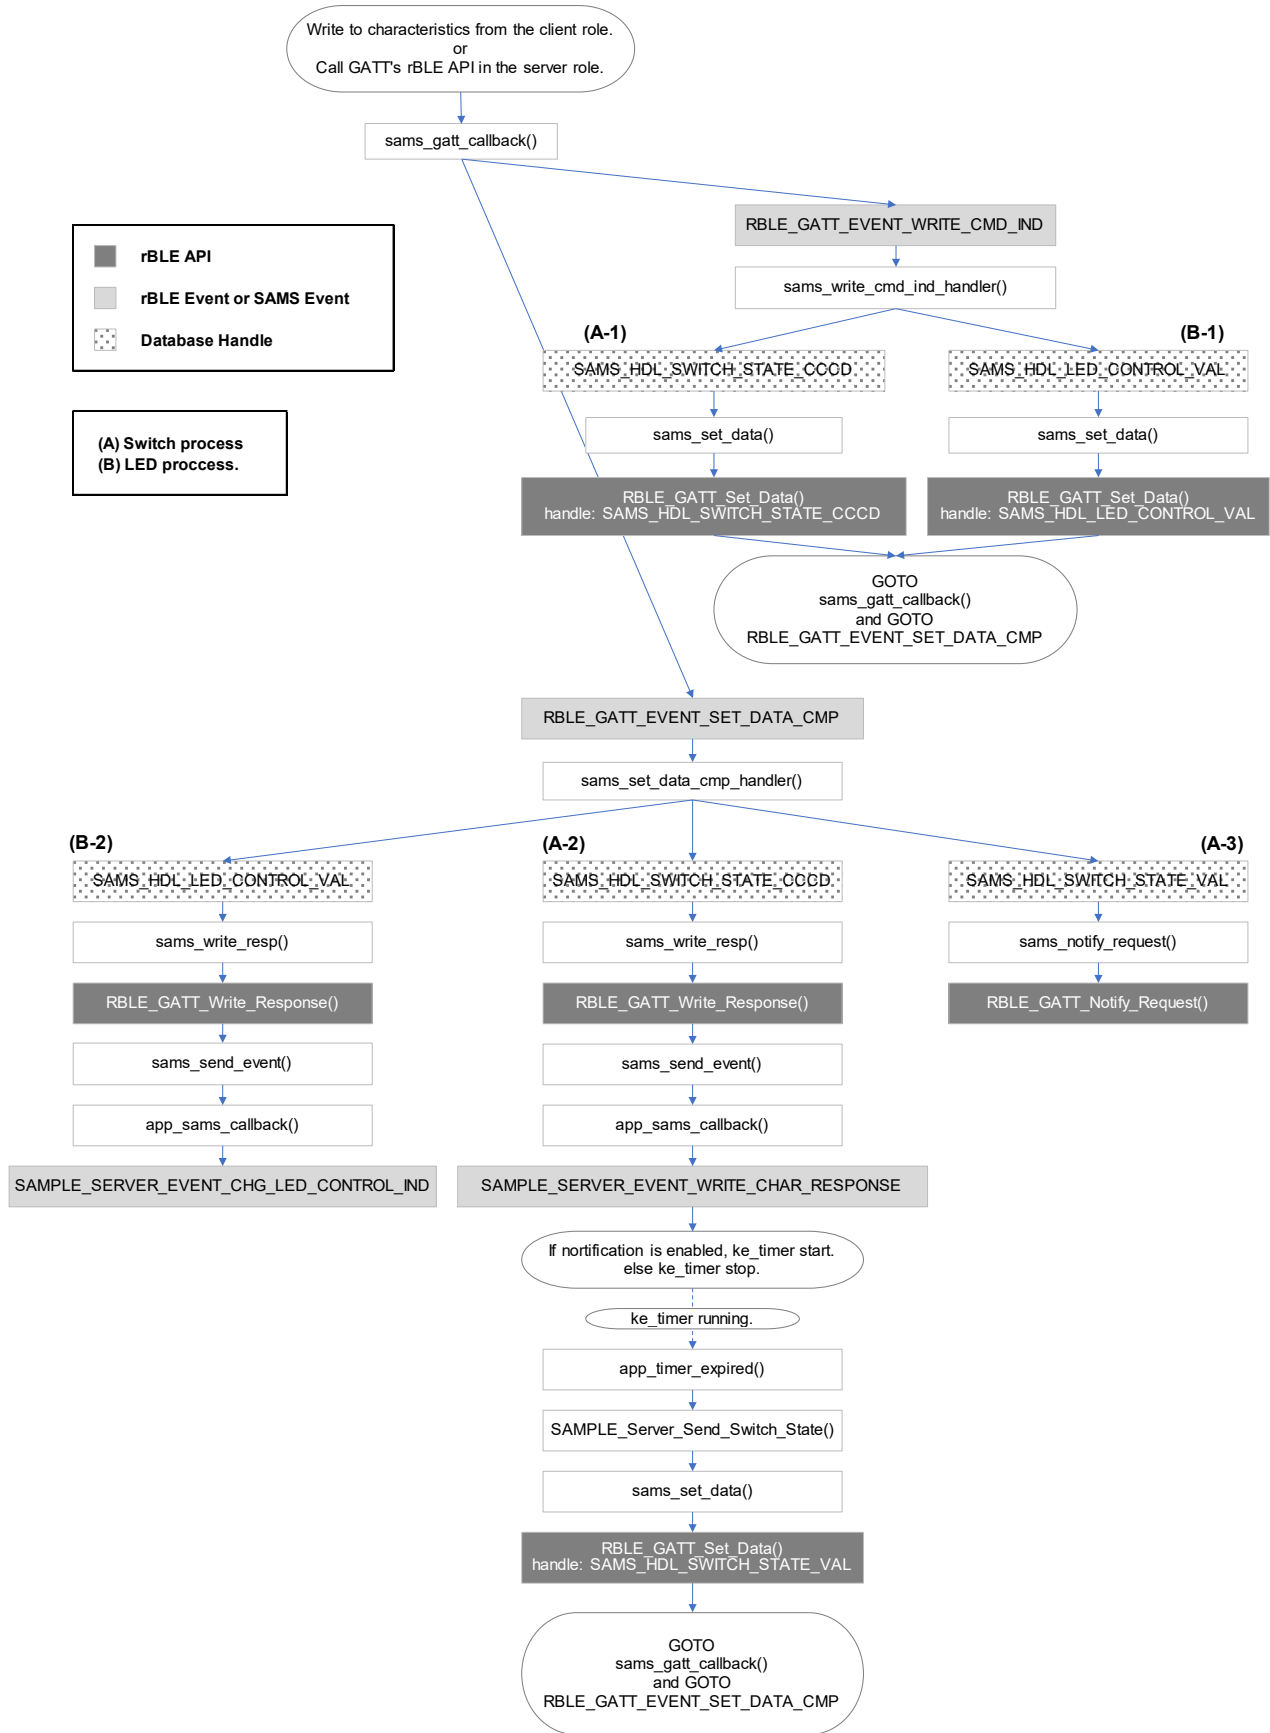 Write to characteristics from the client role.
or
Call GATT's rBLE API in the server role.
sams_gatt_callback()
RBLE_GATT_EVENT_WRITE_CMD_IND
rBLE API
rBLE Event or SAMS Event
Database Handle
sams_write_cmd_ind_handler()
(A-1)
(B-1)
SAMS_HDL_SWITCH_STATE_CCCD
SAMS_HDL_LED_CONTROL_VAL
(A) Switch process
(B) LED proccess.
sams_set_data()
sams_set_data()
RBLE_GATT_Set_Data()
handle: SAMS_HDL_SWITCH_STATE_CCCD
RBLE_GATT_Set_Data()
handle: SAMS_HDL_LED_CONTROL_VAL
GOTO
sams_gatt_callback()
and GOTO
RBLE_GATT_EVENT_SET_DATA_CMP
RBLE_GATT_EVENT_SET_DATA_CMP
sams_set_data_cmp_handler()
(B-2)
(A-2)
(A-3)
SAMS_HDL_LED_CONTROL_VAL
SAMS_HDL_SWITCH_STATE_CCCD
SAMS_HDL_SWITCH_STATE_VAL
sams_write_resp()
sams_write_resp()
sams_notify_request()
RBLE_GATT_Write_Response()
RBLE_GATT_Write_Response()
RBLE_GATT_Notify_Request()
sams_send_event()
sams_send_event()
app_sams_callback()
app_sams_callback()
SAMPLE_SERVER_EVENT_CHG_LED_CONTROL_IND
SAMPLE_SERVER_EVENT_WRITE_CHAR_RESPONSE
If nortification is enabled, ke_timer start.
else ke_timer stop.
ke_timer running.
app_timer_expired()
SAMPLE_Server_Send_Switch_State()
sams_set_data()
RBLE_GATT_Set_Data()
handle: SAMS_HDL_SWITCH_STATE_VAL
GOTO
sams_gatt_callback()
and GOTO
RBLE_GATT_EVENT_SET_DATA_CMP